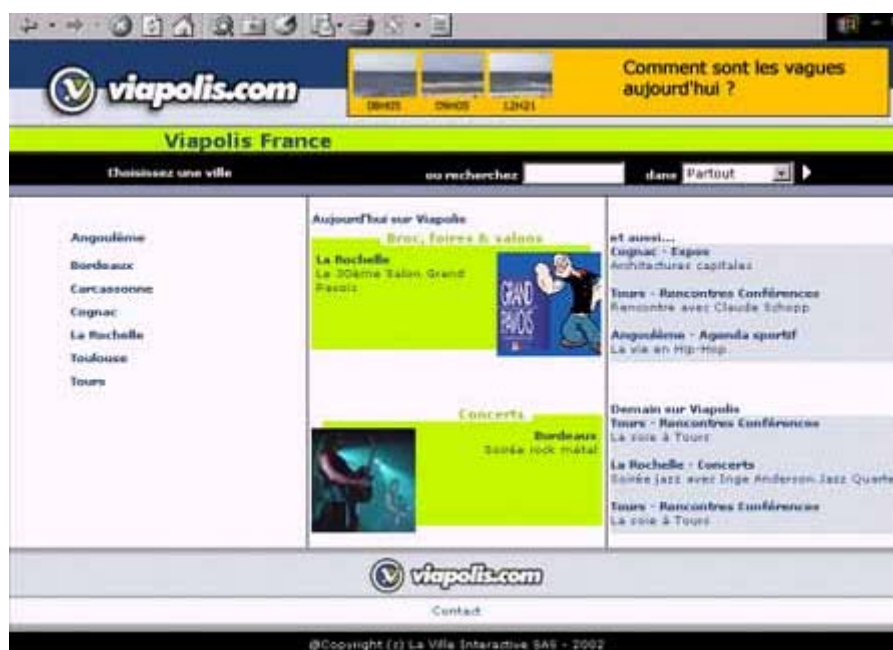 viapolis.com
08H05 09H05 12H21
Comment sont les vagues
aujourd'hui ?
Viapolis France
Choisissez une ville
ou recherchez
dans Partout
Angoulème
Bordeaux
Carcassonne
Cognac
La Rochelle
Toulouse
Tours
Aujourd'hui sur Viapolis
Broc, foires & salons
La Rochelle
Le 30ème Salon Grand
Pavois
GRAND
PAVOIS
Concerts
Bordeaux
Soirée rock métal
et aussi...
Cognac - Expos
Architectures capitales
Tours - Rencontres Conférences
Rencontre avec Claude Schopp
Angoulème - Agenda sportif
La vie en Hip-Hop
Demain sur Viapolis
Tours - Rencontres Conférences
La soie à Tours
La Rochelle - Concerts
Soirée jazz avec Inge Anderson Jazz Quarte
Tours - Rencontres Conférences
La soie à Tours
viapolis.com
Contact
@Copyright (c) La Ville Interactive SAS - 2002